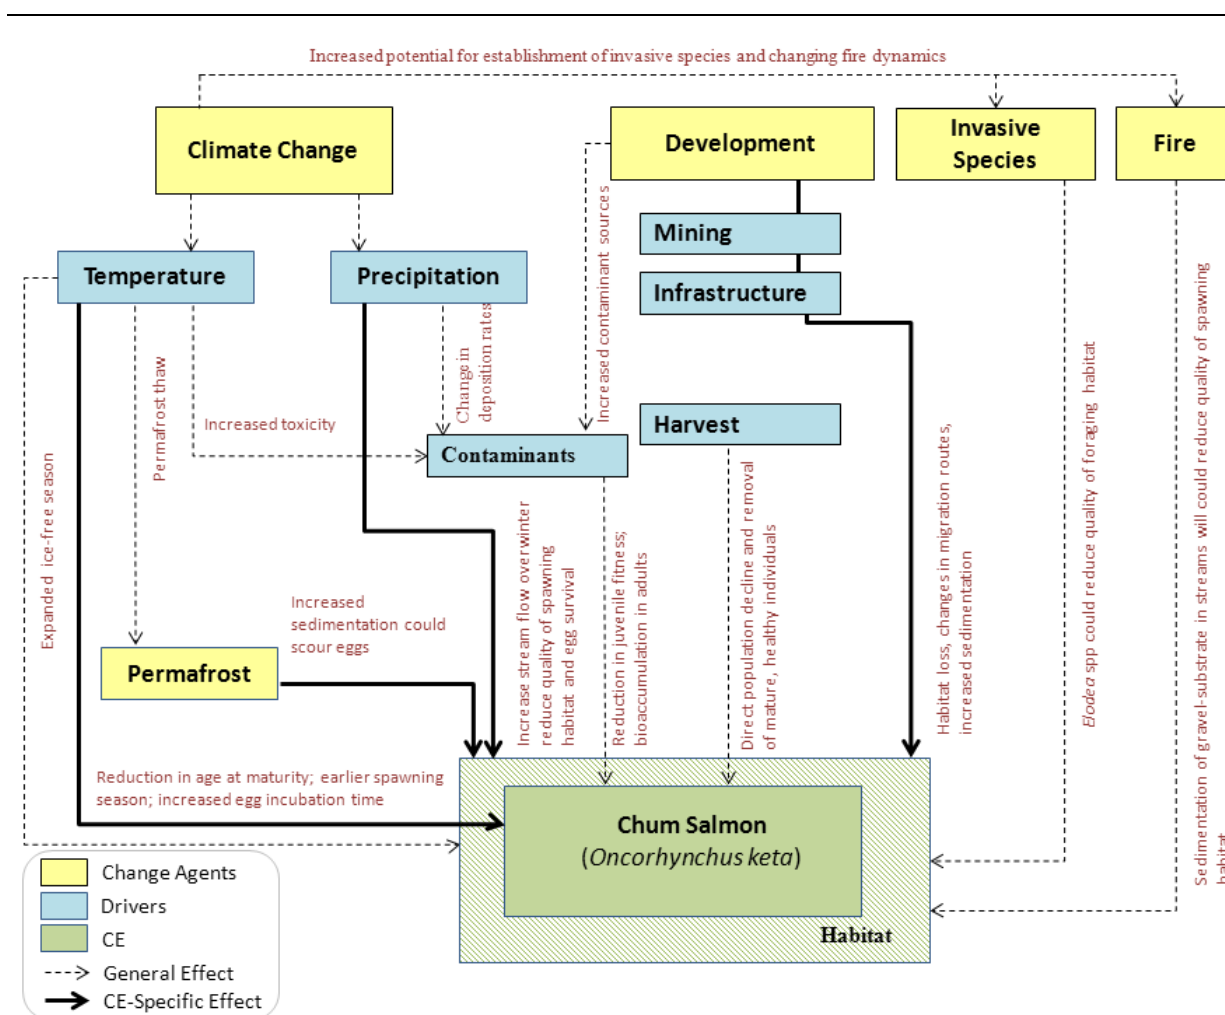 Increased potential for establishment of invasive species and changing fire dynamics
Climate Change
Development
Invasive
Species
Fire
Mining
Infrastructure
Temperature
Precipitation
Increased contaminant sources
Change in
deposition rates
Permafrost thaw
Increased toxicity
Harvest
Contaminants
Expanded ice-free season
Increased
sedimentation could
scour eggs
Permafrost
Increase stream flow overwinter
reduce quality of spawning
habitat and egg survival
Reduction in juvenile fitness;
bioaccumulation in adults
Direct population decline and removal
of mature, healthy individuals
Habitat loss, changes in migration routes,
increased sedimentation
Elodea spp could reduce quality of foraging habitat
Sedimentation of gravel-substrate in streams will could reduce quality of spawning
habitat
Reduction in age at maturity; earlier spawning
season; increased egg incubation time
Chum Salmon
(Oncorhynchus keta)
Habitat
Change Agents
Drivers
CE
General Effect
CE-Specific Effect